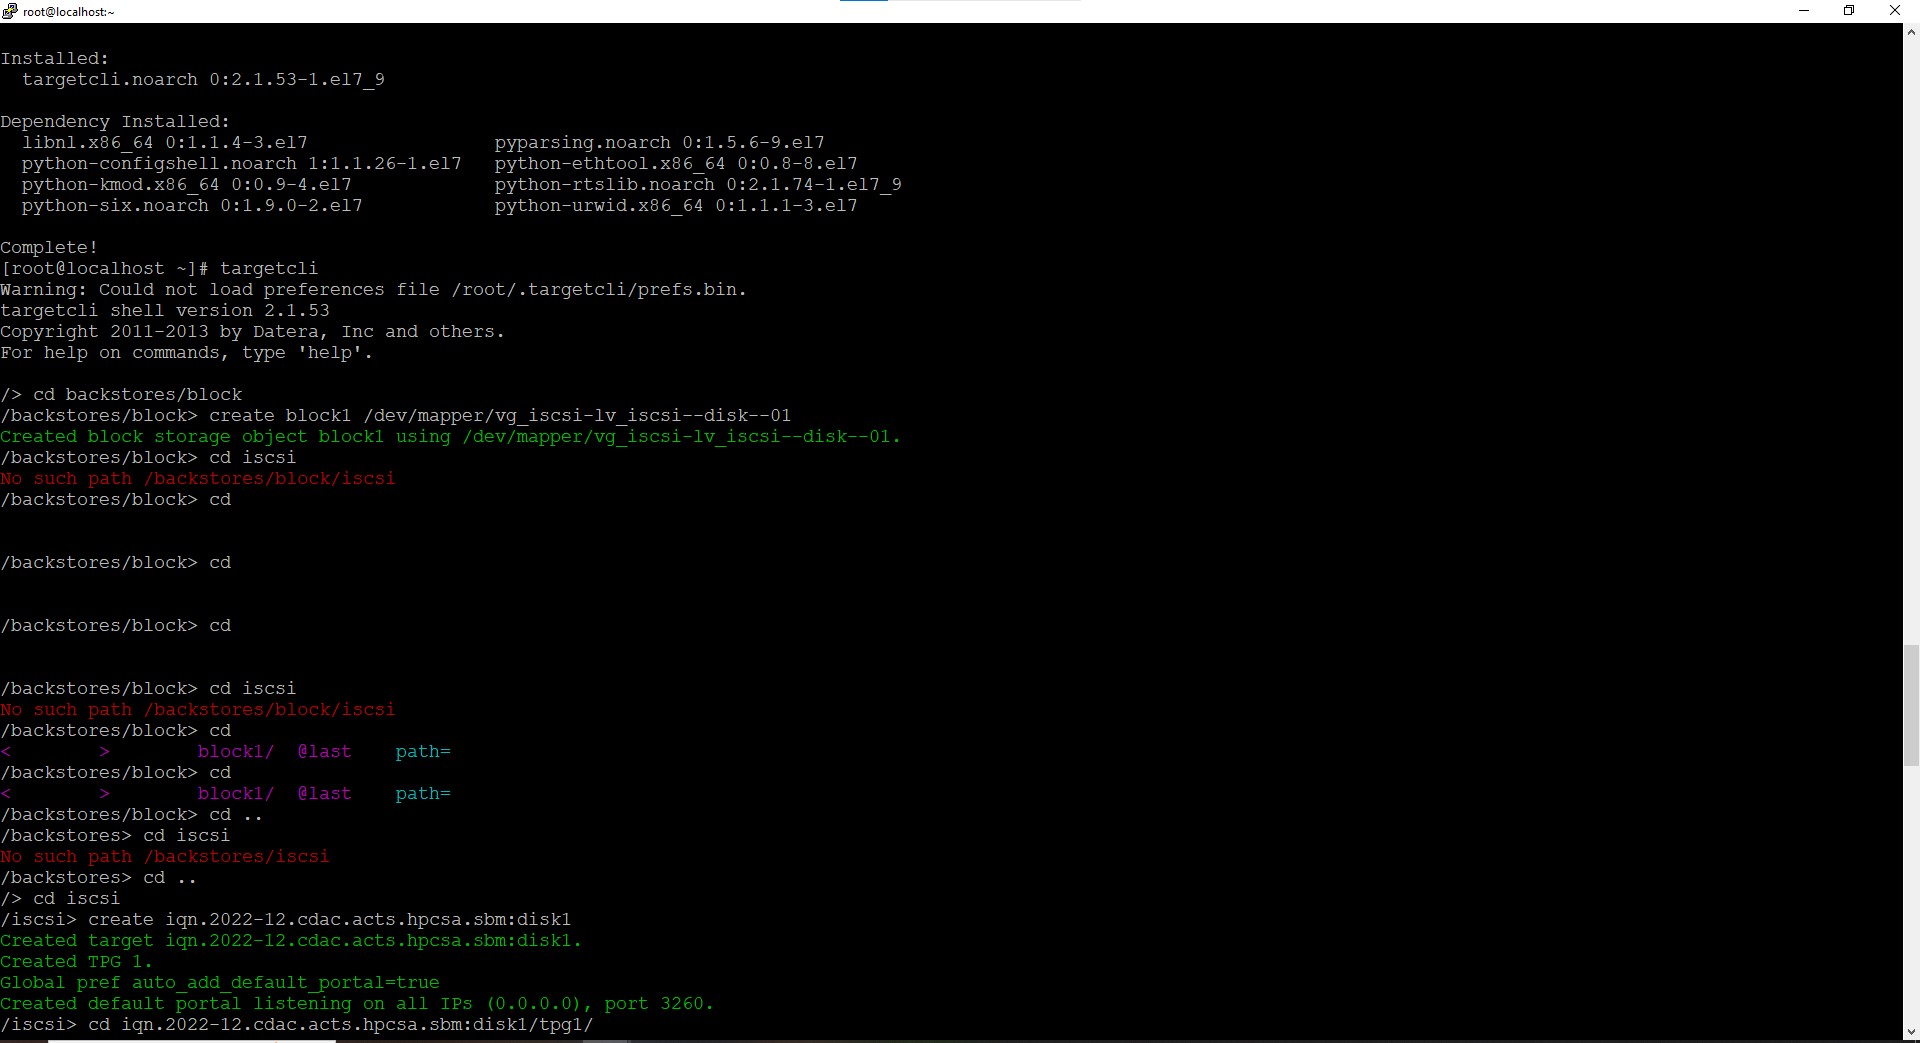 root@localhost:~
Installed:
  targetcli.noarch 0:2.1.53-1.el7_9
Dependency Installed:
  libnl.x86_64 0:1.1.4-3.el7                 pyparsing.noarch 0:1.5.6-9.el7
  python-configshell.noarch 1:1.1.26-1.el7   python-ethtool.x86_64 0:0.8-8.el7
  python-kmod.x86_64 0:0.9-4.el7             python-rtslib.noarch 0:2.1.74-1.el7_9
  python-six.noarch 0:1.9.0-2.el7            python-urwid.x86_64 0:1.1.1-3.el7
Complete!
[root@localhost ~]# targetcli
Warning: Could not load preferences file /root/.targetcli/prefs.bin.
targetcli shell version 2.1.53
Copyright 2011-2013 by Datera, Inc and others.
For help on commands, type 'help'.
/> cd backstores/block
/backstores/block> create block1 /dev/mapper/vg_iscsi-lv_iscsi--disk--01
Created block storage object block1 using /dev/mapper/vg_iscsi-lv_iscsi--disk--01.
/backstores/block> cd iscsi
No such path /backstores/block/iscsi
/backstores/block> cd
/backstores/block> cd
/backstores/block> cd
/backstores/block> cd iscsi
No such path /backstores/block/iscsi
/backstores/block> cd
<        >        block1/  @last    path=
/backstores/block> cd
<        >        block1/  @last    path=
/backstores/block> cd ..
/backstores> cd iscsi
No such path /backstores/iscsi
/backstores> cd ..
/> cd iscsi
/iscsi> create iqn.2022-12.cdac.acts.hpcsa.sbm:disk1
Created target iqn.2022-12.cdac.acts.hpcsa.sbm:disk1.
Created TPG 1.
Global pref auto_add_default_portal=true
Created default portal listening on all IPs (0.0.0.0), port 3260.
/iscsi> cd iqn.2022-12.cdac.acts.hpcsa.sbm:disk1/tpg1/